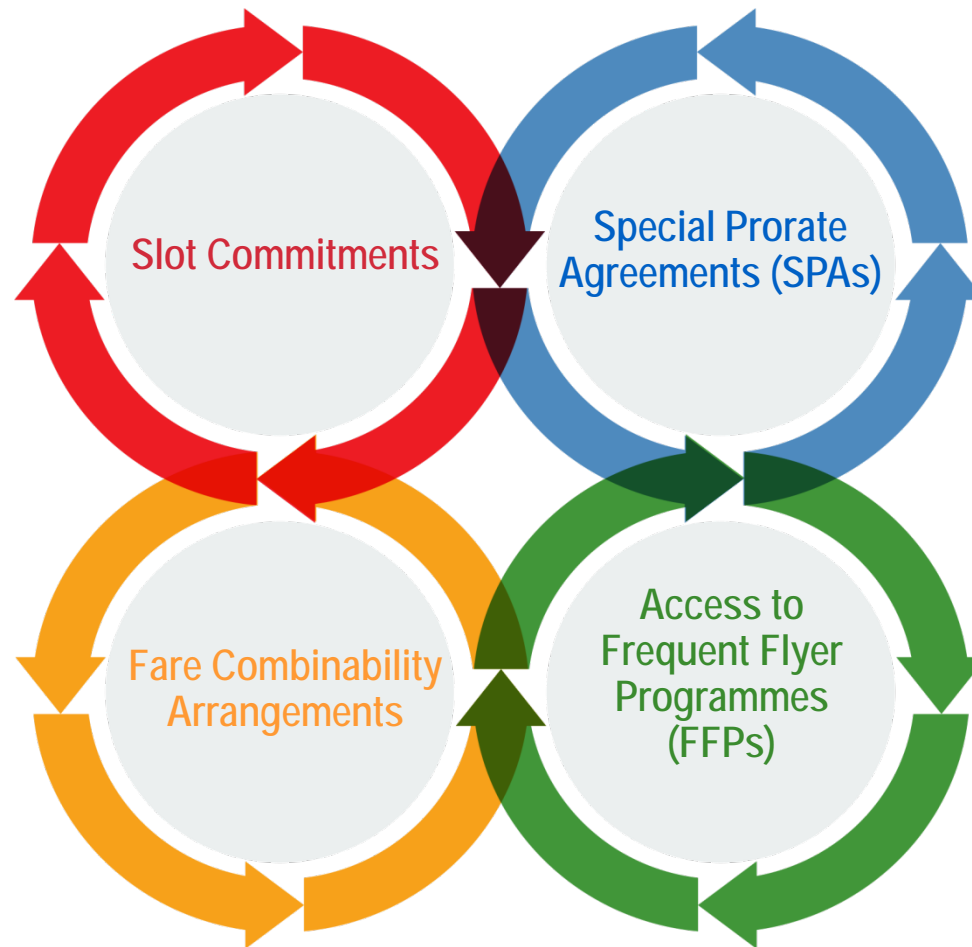 Slot Commitments
Special Prorate
Agreements (SPAs)
Fare Combinability
Arrangements
Access to
Frequent Flyer
Programmes
(FFPs)